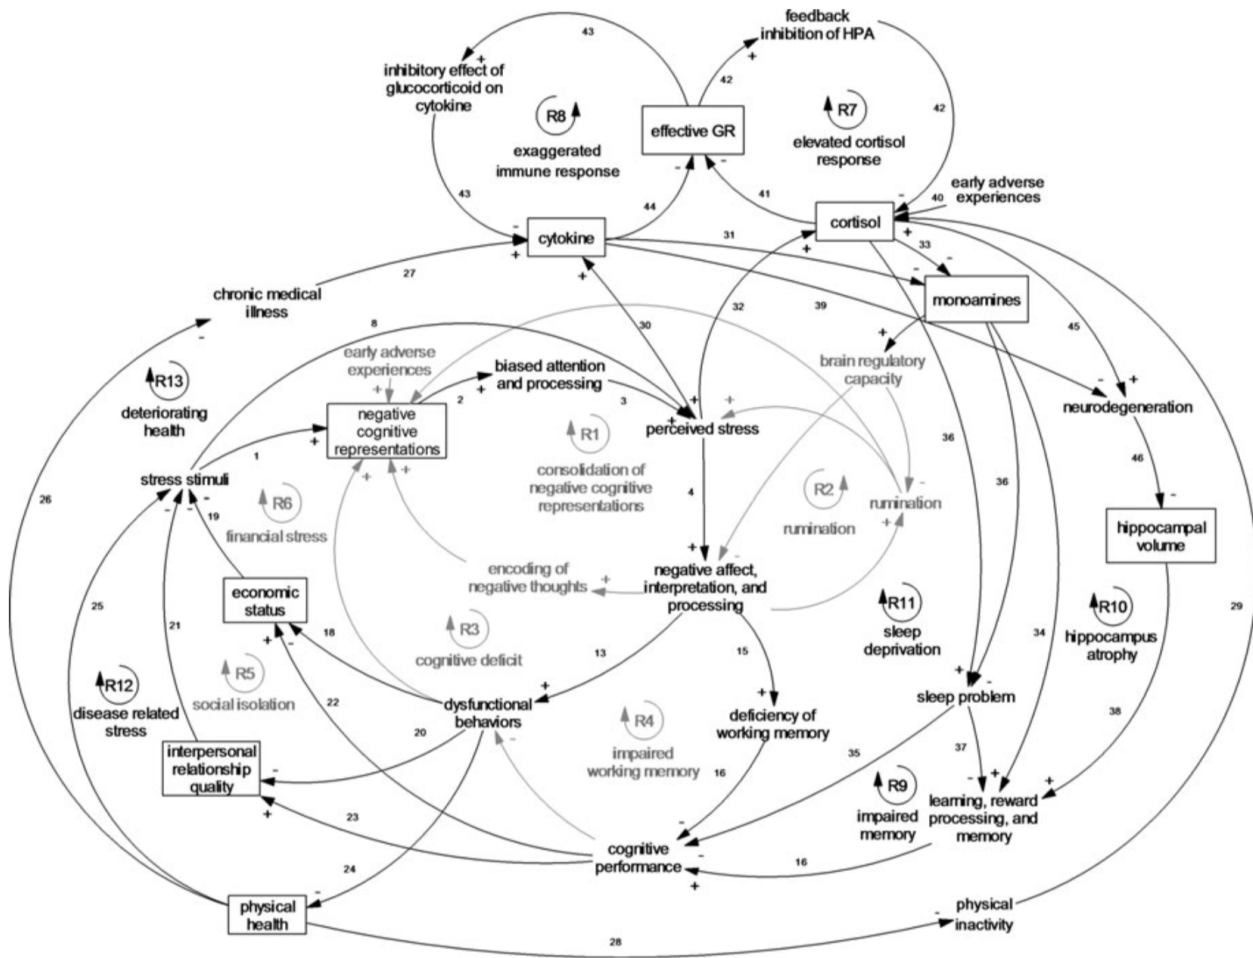 feedback
inhibition of HPA
43
+
+
42
inhibitory effect of
glucocorticoid on
cytokine
R8
exaggerated
immune response
effective GR
R7
elevated cortisol
response
42
-
-
43
44
41
-
40
early adverse
experiences
-
+
cytokine
+
31
cortisol
+
+
33
-
-
27
chronic medical
illness
-
8
30
32
39
monoamines
+
45
early adverse
experiences
+
biased attention
and processing
brain regulatory
capacity
R13
deteriorating
health
negative
cognitive
representations
2
+
3
+
+
+
perceived stress
-
+
neurodegeneration
1
+
+
+
R1
consolidation of
negative cognitive
representations
36
46
stress stimuli
-
-
-
4
R2
rumination
-
rumination
+
36
-
26
R6
financial stress
19
hippocampal
volume
encoding of
negative thoughts
+
+
-
negative affect,
interpretation, and
processing
economic
status
+
-
25
21
18
R3
cognitive deficit
13
15
R11
sleep
deprivation
34
R10
hippocampus
atrophy
29
R12
disease related
stress
R5
social isolation
22
+
+
+
-
sleep problem
dysfunctional
behaviors
-
R4
impaired
working memory
deficiency of
working memory
38
20
35
37
interpersonal
relationship
quality
-
+
16
-
+
+
R9
impaired
memory
learning, reward
processing, and
memory
23
-
-
cognitive
performance
16
+
24
-
physical
health
physical
inactivity
-
28